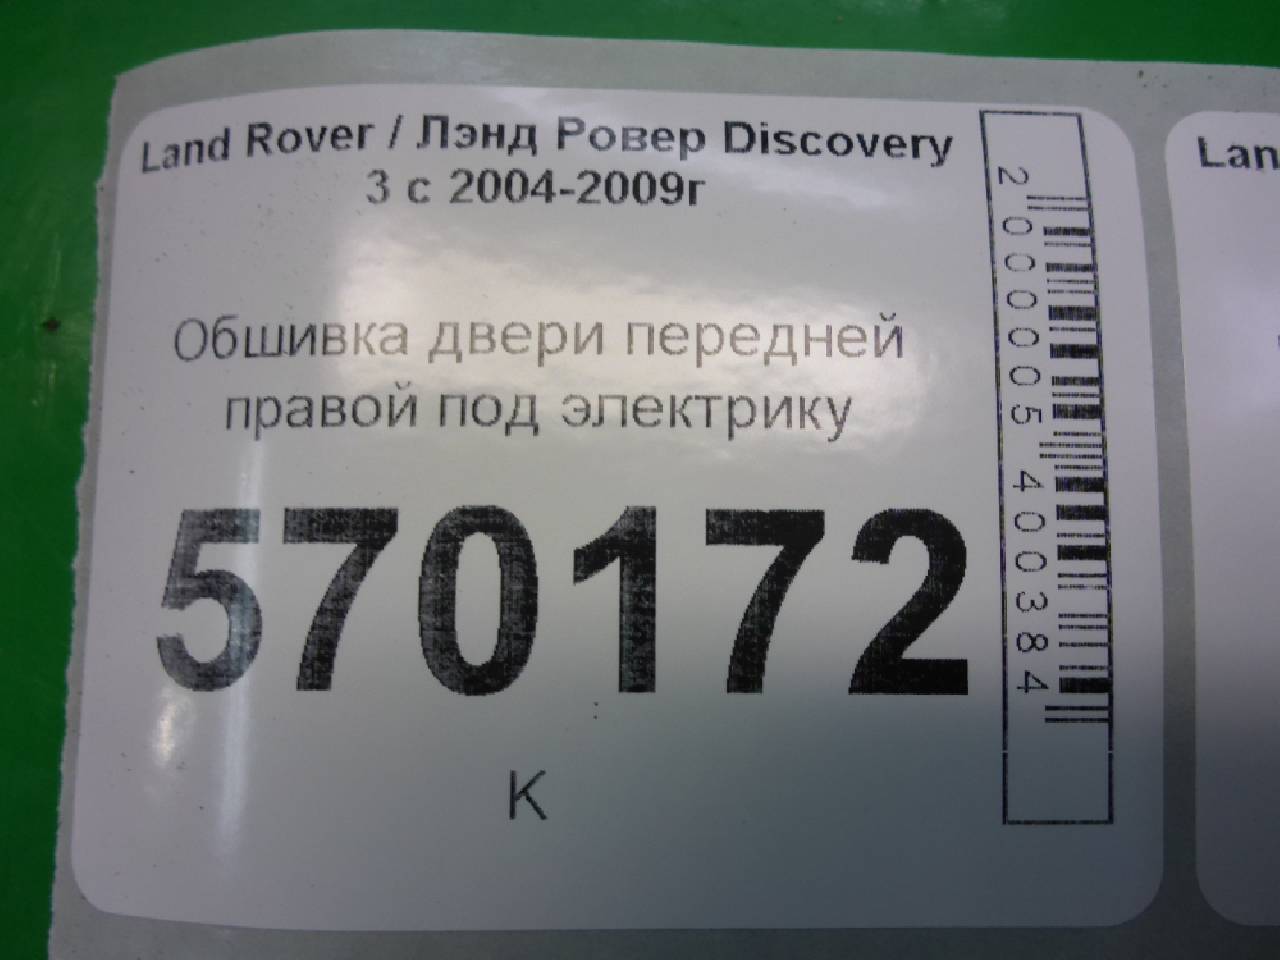 Land Rover / Лэнд Ровер Discovery
3 с 2004-2009г
Обшивка двери передней
правой под электрику
570172
К
2000005400384
Lan